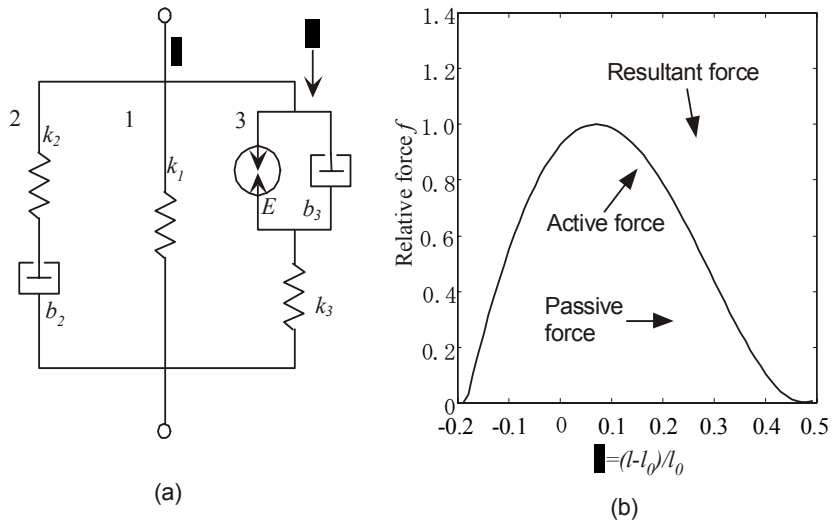 2
1
3
k2
k1
E
b3
b2
k3
(a)
Relative force f
1.4
1.2
1.0
0.8
0.6
0.4
0.2
0
Resultant force
Active force
Passive
force
-0.2 -0.1 0 0.1 0.2 0.3 0.4 0.5
=(l-l0)/l0
(b)